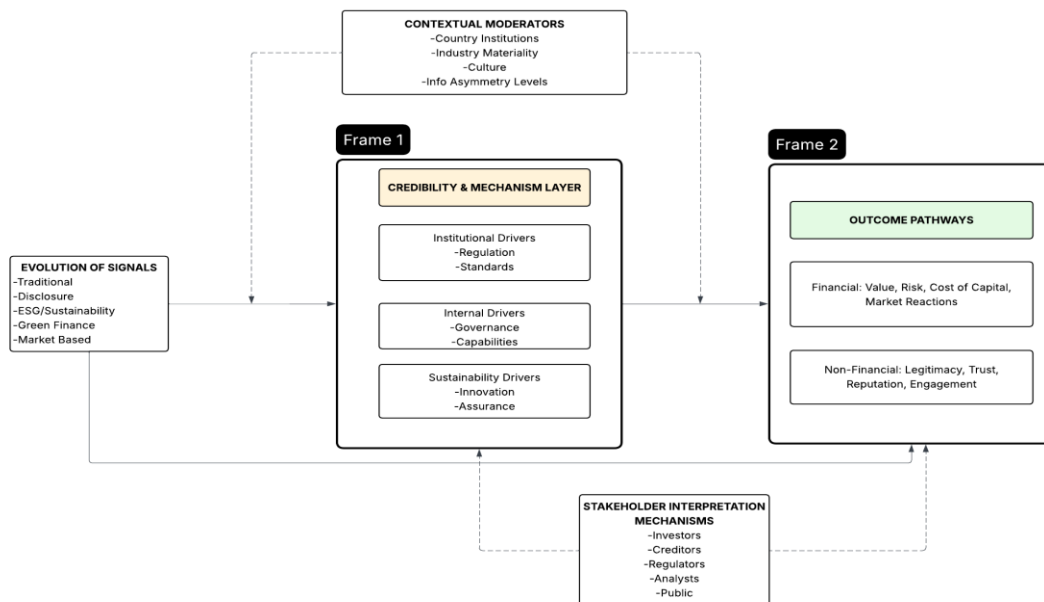 CONTEXTUAL MODERATORS
-Country Institutions
-Industry Materiality
-Culture
-Info Asymmetry Levels
Frame 1
Frame 2
CREDIBILITY & MECHANISM LAYER
Institutional Drivers
-Regulation
-Standards
Internal Drivers
-Governance
-Capabilities
Sustainability Drivers
-Innovation
-Assurance
OUTCOME PATHWAYS
Financial: Value, Risk, Cost of Capital,
Market Reactions
Non-Financial: Legitimacy, Trust,
Reputation, Engagement
EVOLUTION OF SIGNALS
-Traditional
-Disclosure
-ESG/Sustainability
-Green Finance
-Market Based
STAKEHOLDER INTERPRETATION
MECHANISMS
-Investors
-Creditors
-Regulators
-Analysts
-Public